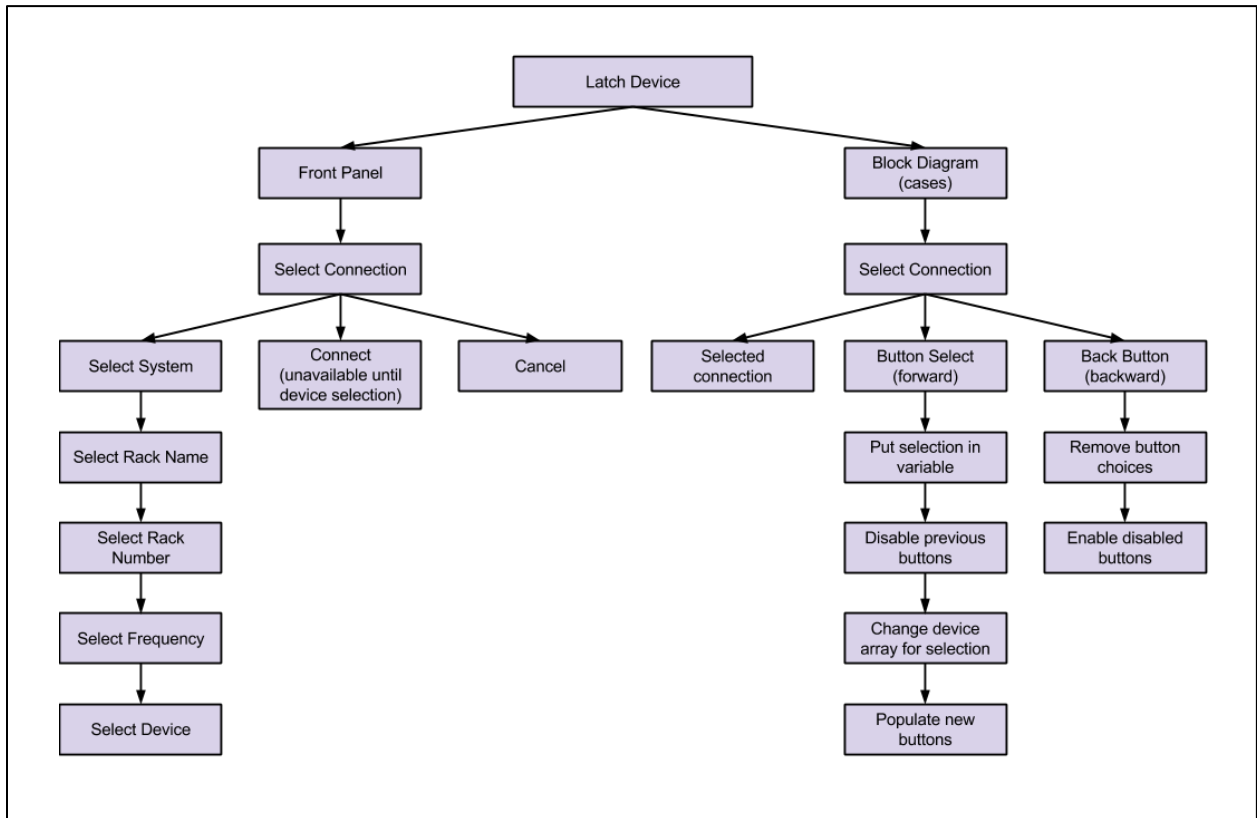 Latch Device
Front Panel
Block Diagram
(cases)
Select Connection
Select Connection
Select System
Connect
(unavailable until
device selection)
Cancel
Selected
connection
Button Select
(forward)
Back Button
(backward)
Select Rack Name
Put selection in
variable
Remove button
choices
Select Rack
Number
Disable previous
buttons
Enable disabled
buttons
Select Frequency
Change device
array for selection
Select Device
Populate new
buttons